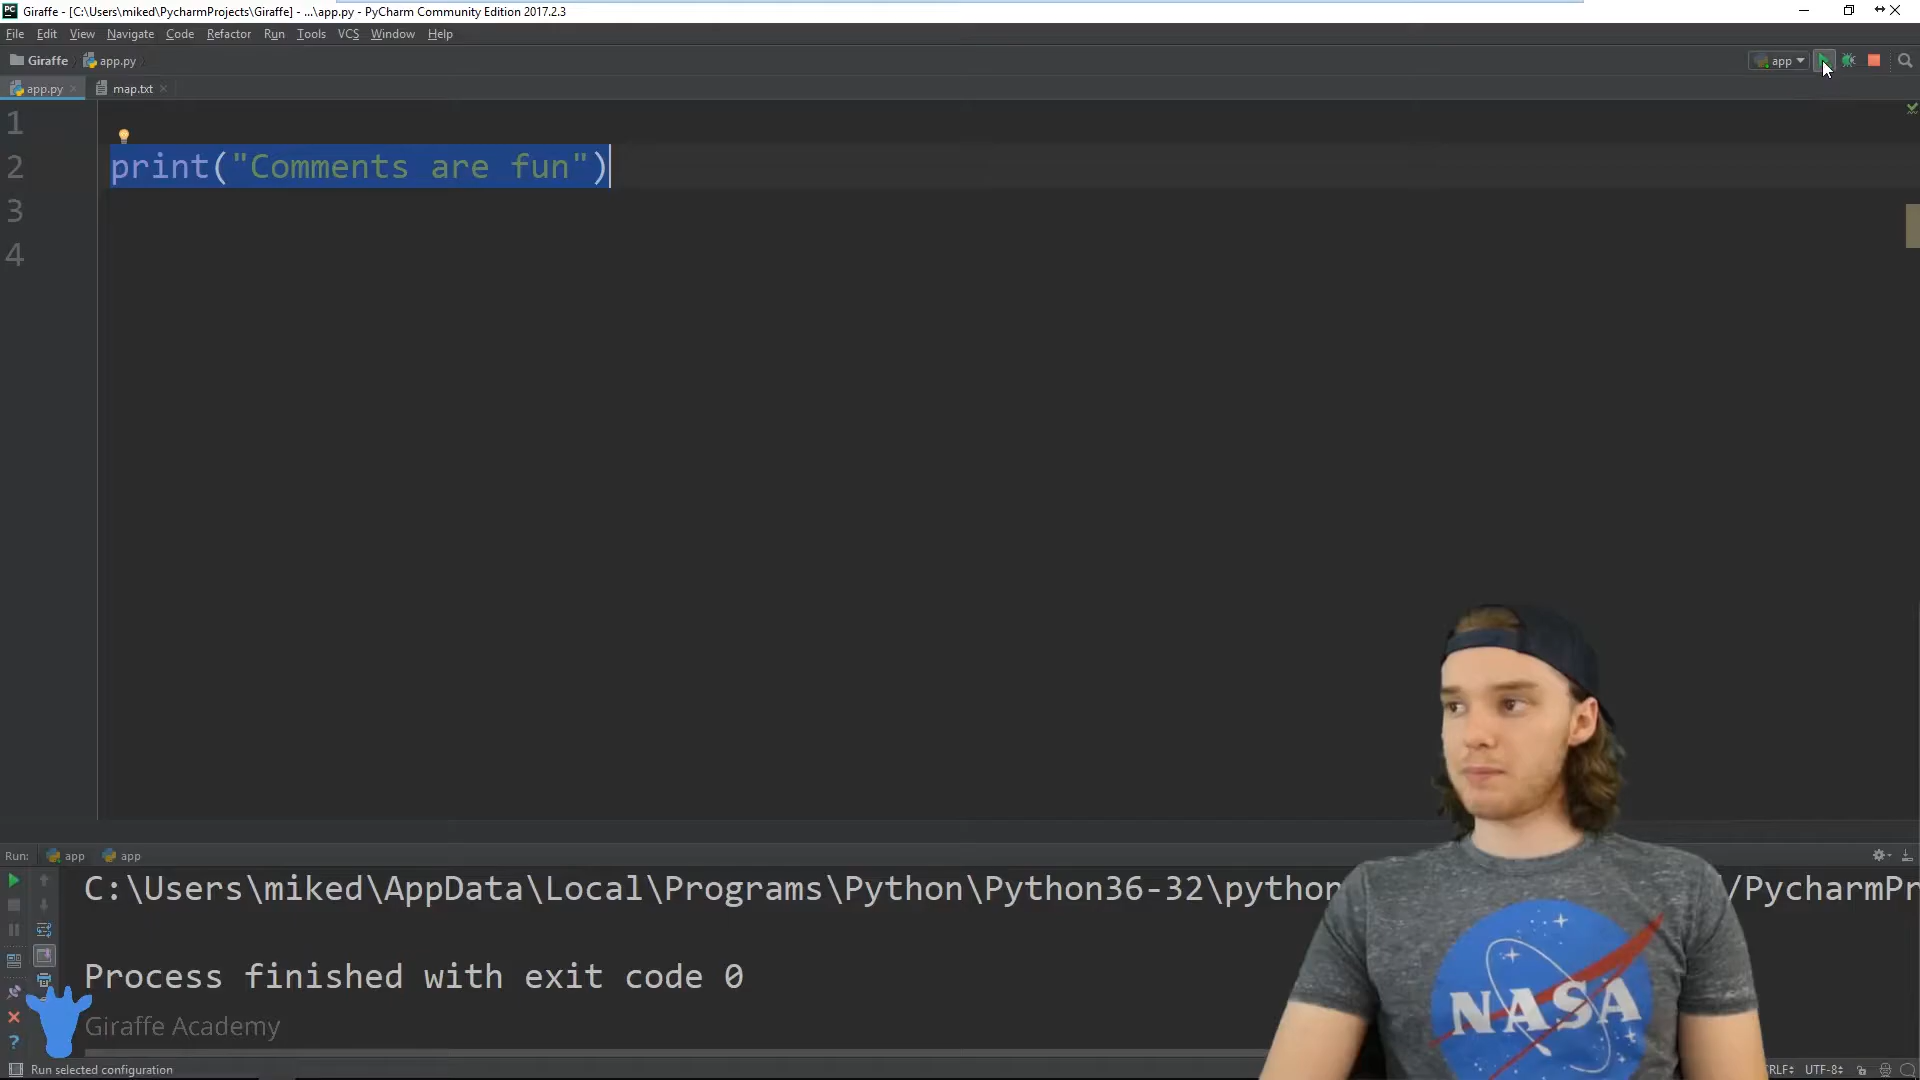 Giraffe - [C:\Users\miked\PycharmProjects\Giraffe] - ...\app.py - PyCharm Community Edition 2017.2.3
File Edit View Navigate Code Refactor Run Tools VCS Window Help
Giraffe app.py app
app.py map.txt
1
2 print("Comments are fun")
3
4
Run: app app
C:\Users\miked\AppData\Local\Programs\Python\Python36-32\python /PycharmPr
Process finished with exit code 0
Giraffe Academy
NASA
Run selected configuration RLF UTF-8